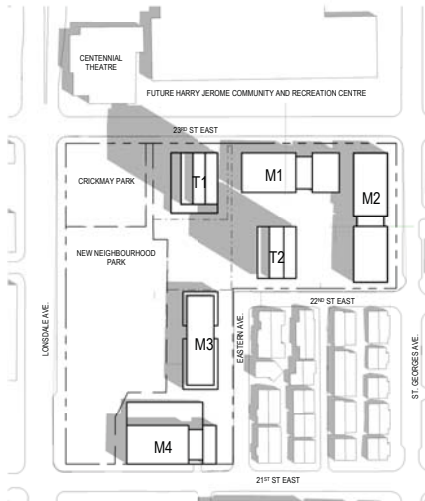 CENTENNIAL
THEATRE
FUTURE HARRY JEROME COMMUNITY AND RECREATION CENTRE
23RD ST EAST
CRICKMAY PARK
T1
M1
M2
T2
NEW NEIGHBOURHOOD
PARK
22ND ST EAST
LONSDALE AVE.
M3
EASTERN AVE.
ST. GEORGES AVE.
M4
21ST ST EAST